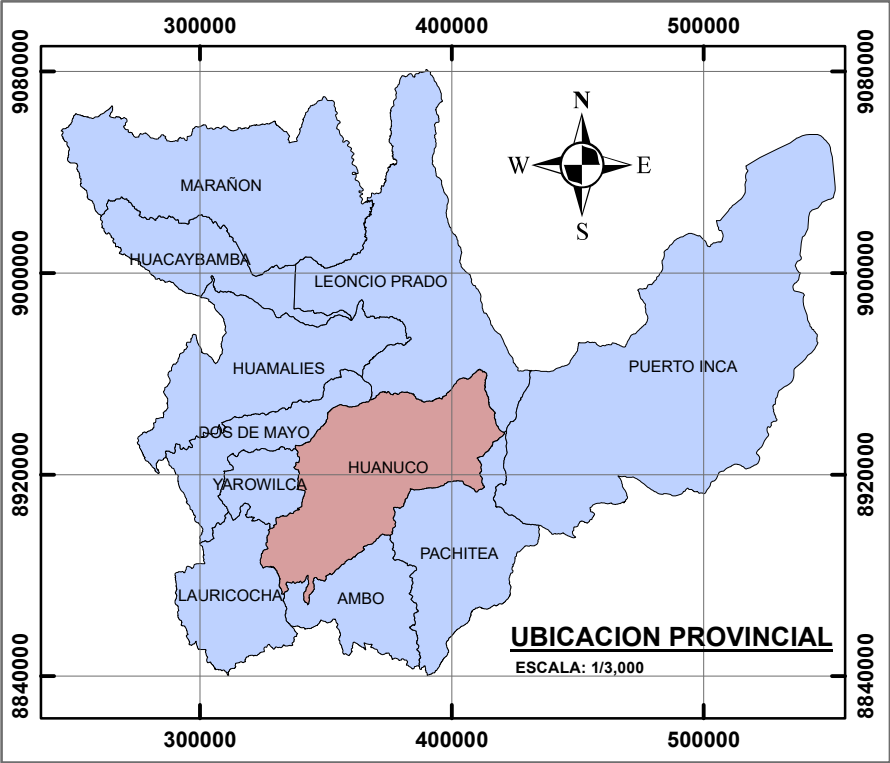 300000 400000 500000
9080000 9080000
N
W E
S
MARAÑON
HUACAYBAMBA
LEONCIO PRADO
9000000 9000000
HUAMALIES
PUERTO INCA
DOS DE MAYO
HUANUCO
YAROWILCA
8920000 8920000
PACHITEA
LAURICOCHA
AMBO
UBICACION PROVINCIAL
ESCALA: 1/3,000
8840000 8840000
300000 400000 500000